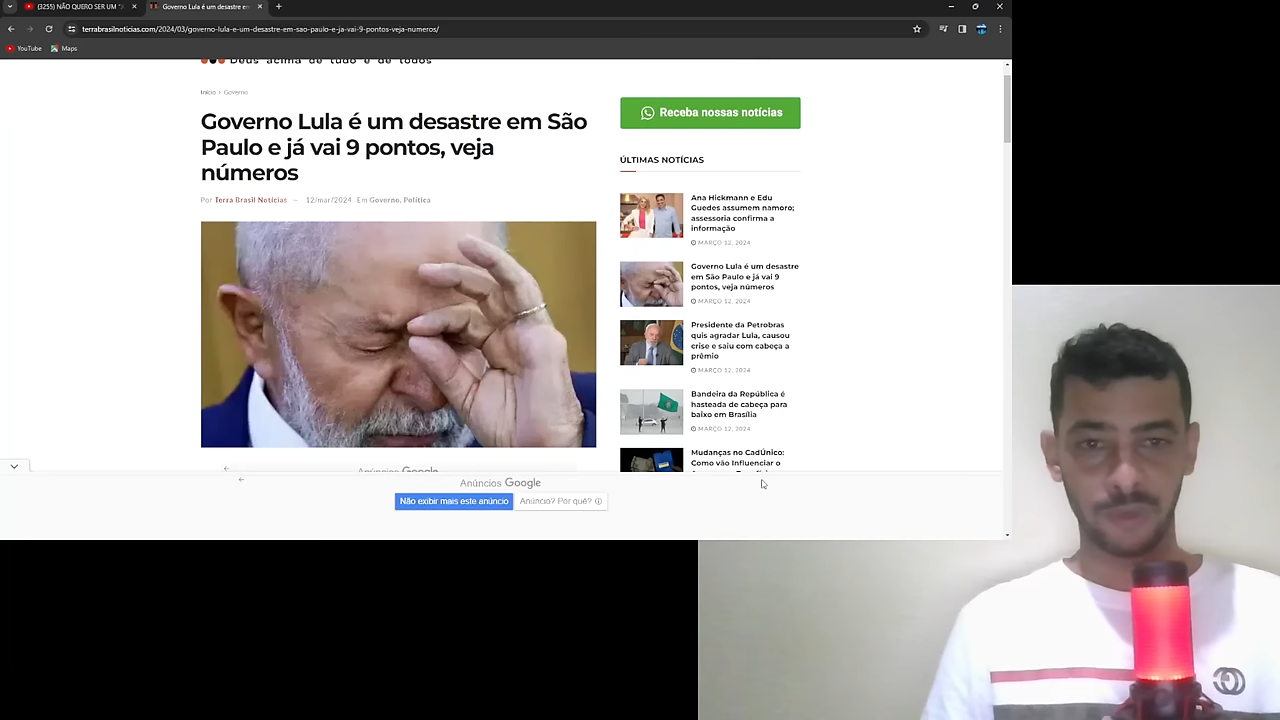 (3255) NÃO QUERO SER UM "
Governo Lula é um desastre em
terrabrasilnoticias.com/2024/03/governo-lula-e-um-desastre-em-sao-paulo-e-ja-vai-9-pontos-veja-numeros/
YouTube
Maps
Deus acima de tudo e de todos
Início > Governo
Governo Lula é um desastre em São
Paulo e já vai 9 pontos, veja
números
Por Terra Brasil Notícias — 12/mar/2024 Em Governo, Política
Anúncios Google
Anúncios Google
Não exibir mais este anúncio
Anúncio? Por quê?
Receba nossas notícias
ÚLTIMAS NOTÍCIAS
Ana Hickmann e Edu
Guedes assumem namoro;
assessoria confirma a
informação
MARÇO 12, 2024
Governo Lula é um desastre
em São Paulo e já vai 9
pontos, veja números
MARÇO 12, 2024
Presidente da Petrobras
quis agradar Lula, causou
crise e saiu com cabeça a
prêmio
MARÇO 12, 2024
Bandeira da República é
hasteada de cabeça para
baixo em Brasília
MARÇO 12, 2024
Mudanças no CadÚnico:
Como vão Influenciar o